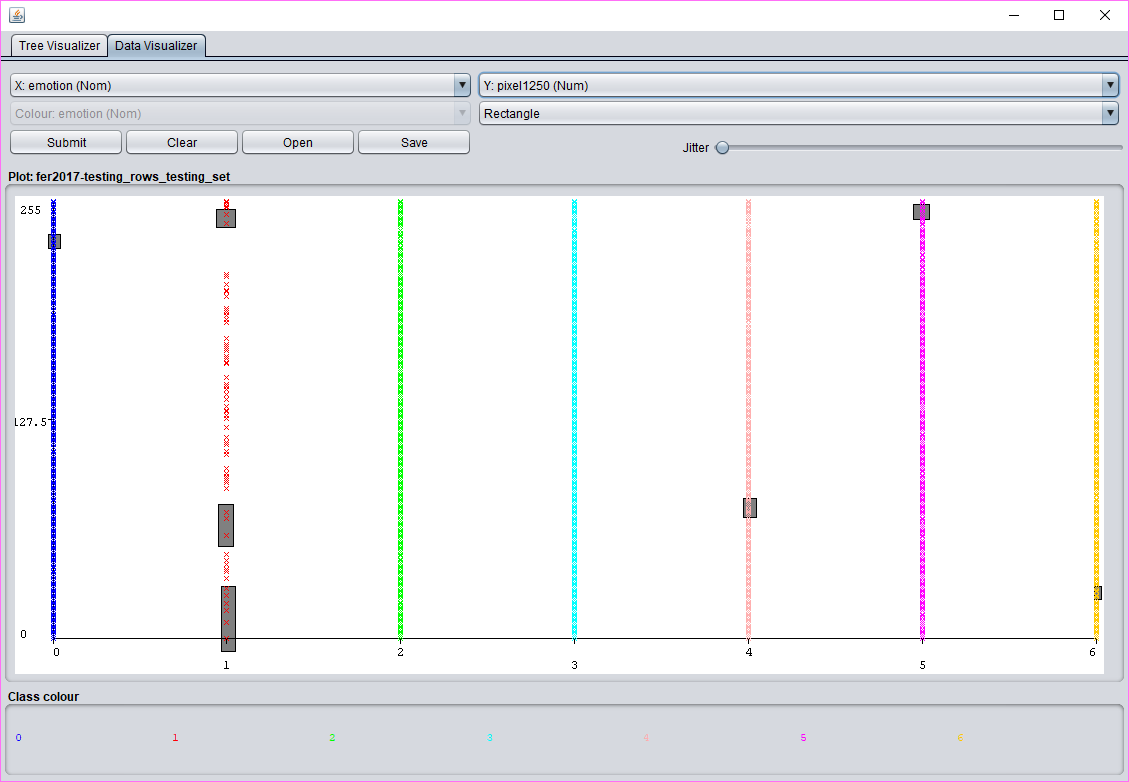 Tree Visualizer Data Visualizer
X: emotion (Nom) Y: pixel1250 (Num)
Colour: emotion (Nom) Rectangle
Submit Clear Open Save Jitter
Plot: fer2017-testing_rows_testing_set
255
127.5
0
0 1 2 3 4 5 6
Class colour
0 1 2 3 4 5 6